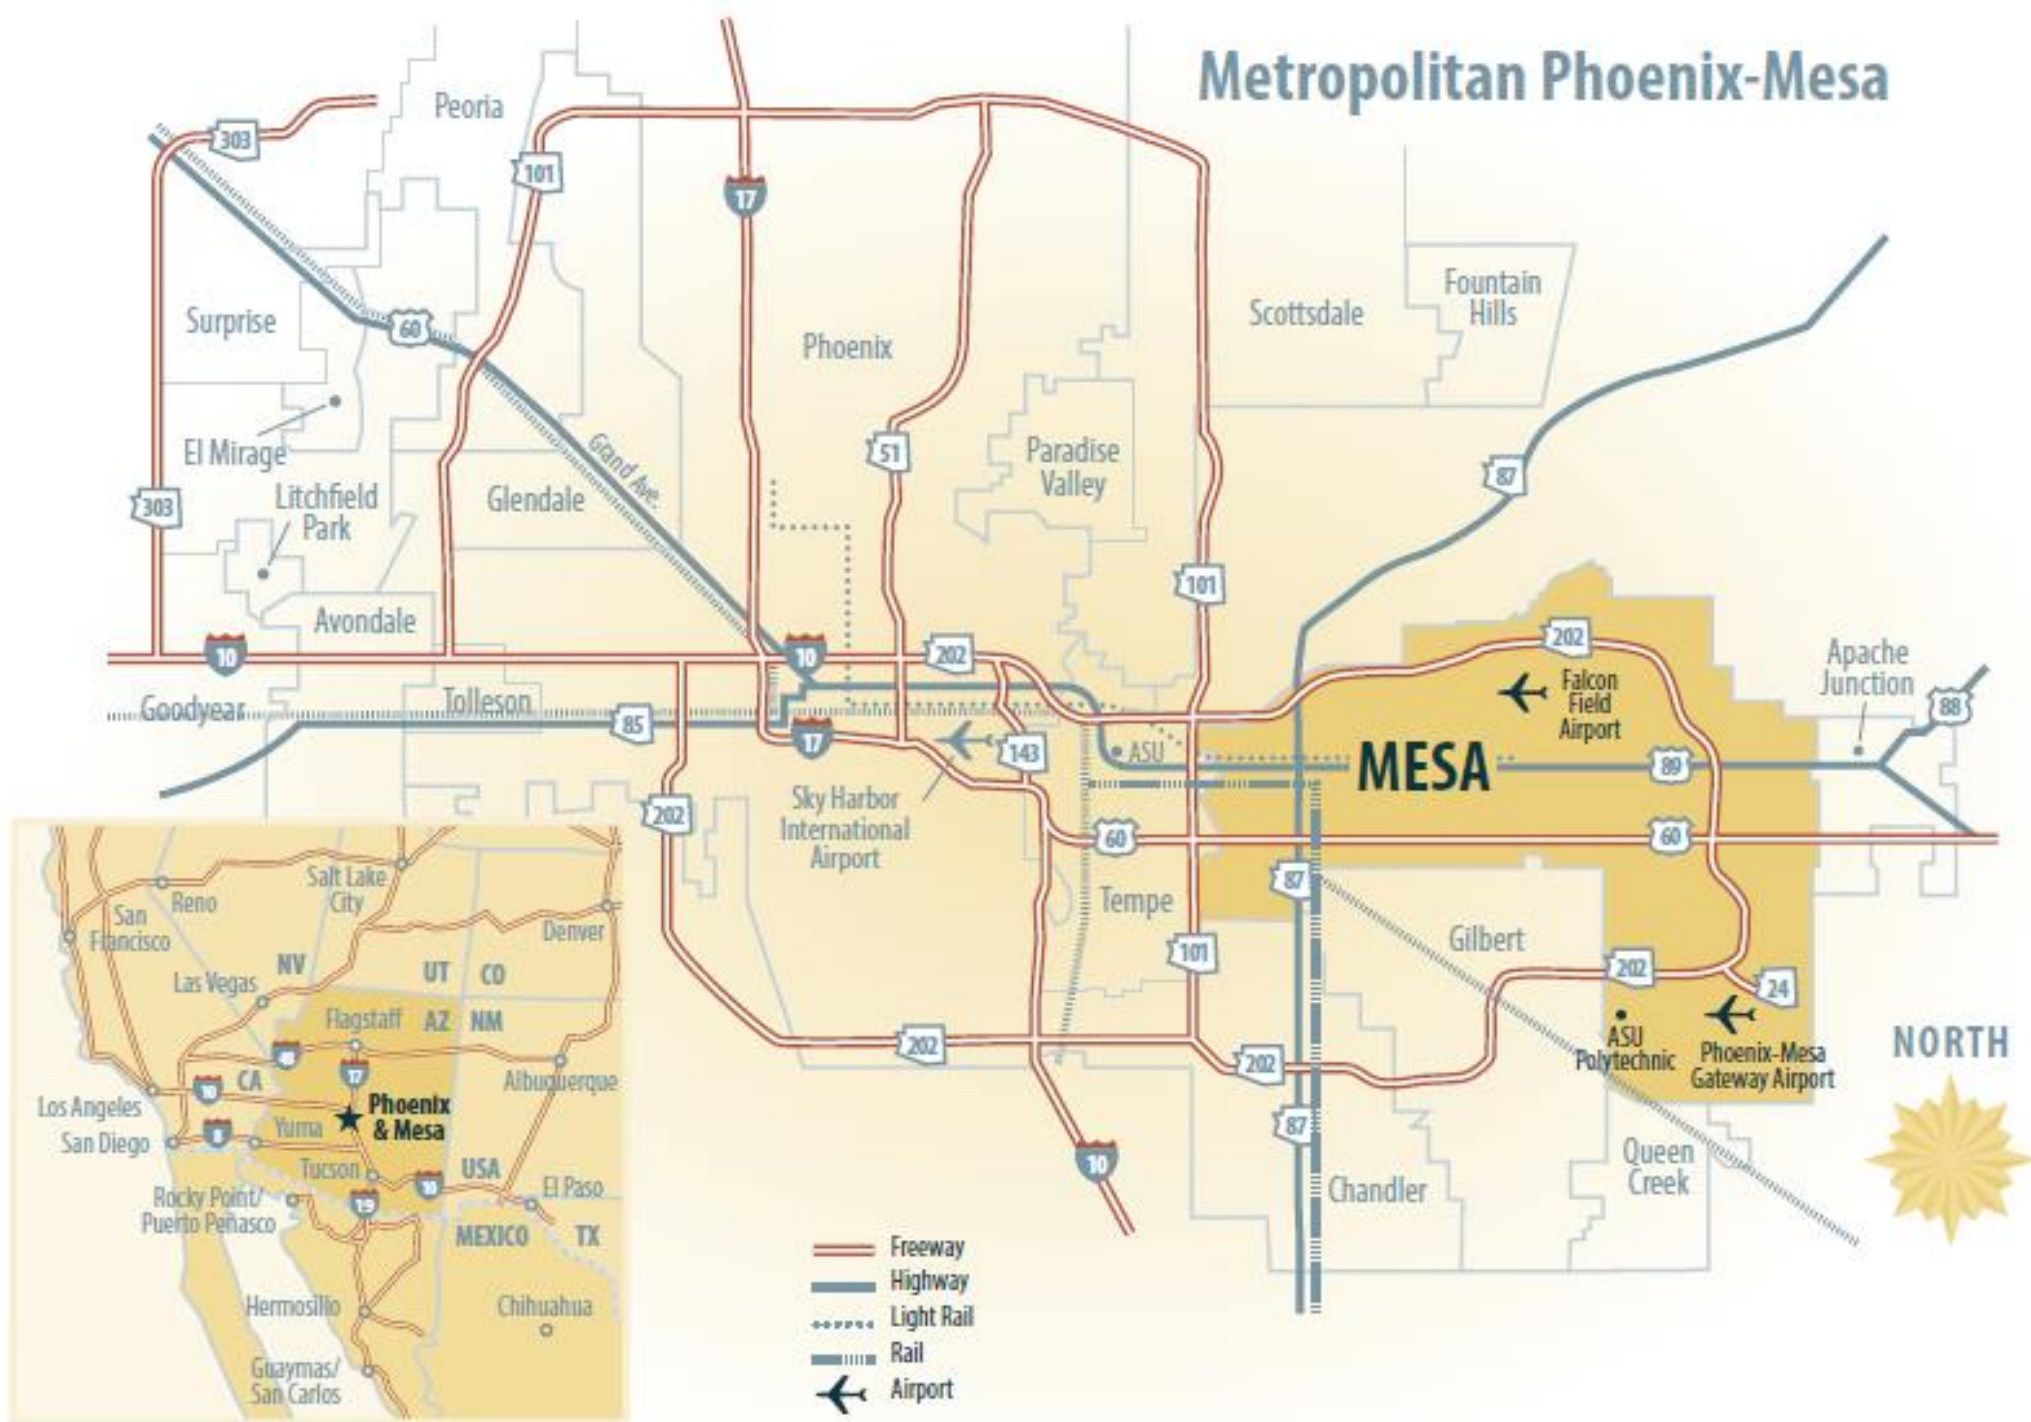 Metropolitan Phoenix-Mesa
Peoria
303
101
17
Surprise
60
Phoenix
Scottsdale
Fountain
Hills
El Mirage
Grand Ave.
51
Paradise
Valley
87
303
Litchfield
Park
Glendale
101
Avondale
10
10
202
202
Falcon
Field
Airport
Apache
Junction
88
Goodyear
Tolleson
85
17
143
ASU
MESA
89
202
Sky Harbor
International
Airport
60
60
87
Tempe
101
Gilbert
202
24
ASU
Polytechnic
Phoenix-Mesa
Gateway Airport
202
202
87
10
Chandler
Queen
Creek
NORTH
Salt Lake
City
Reno
San
Francisco
Denver
NV
UT
CO
Las Vegas
Flagstaff
AZ
NM
17
CA
10
Albuquerque
Los Angeles
Phoenix
& Mesa
San Diego
8
Yuma
Tucson
USA
10
El Paso
Rocky Point/
Puerto Peñasco
19
MEXICO
TX
Hermosillo
Chihuahua
Guaymas/
San Carlos
Freeway
Highway
Light Rail
Rail
Airport